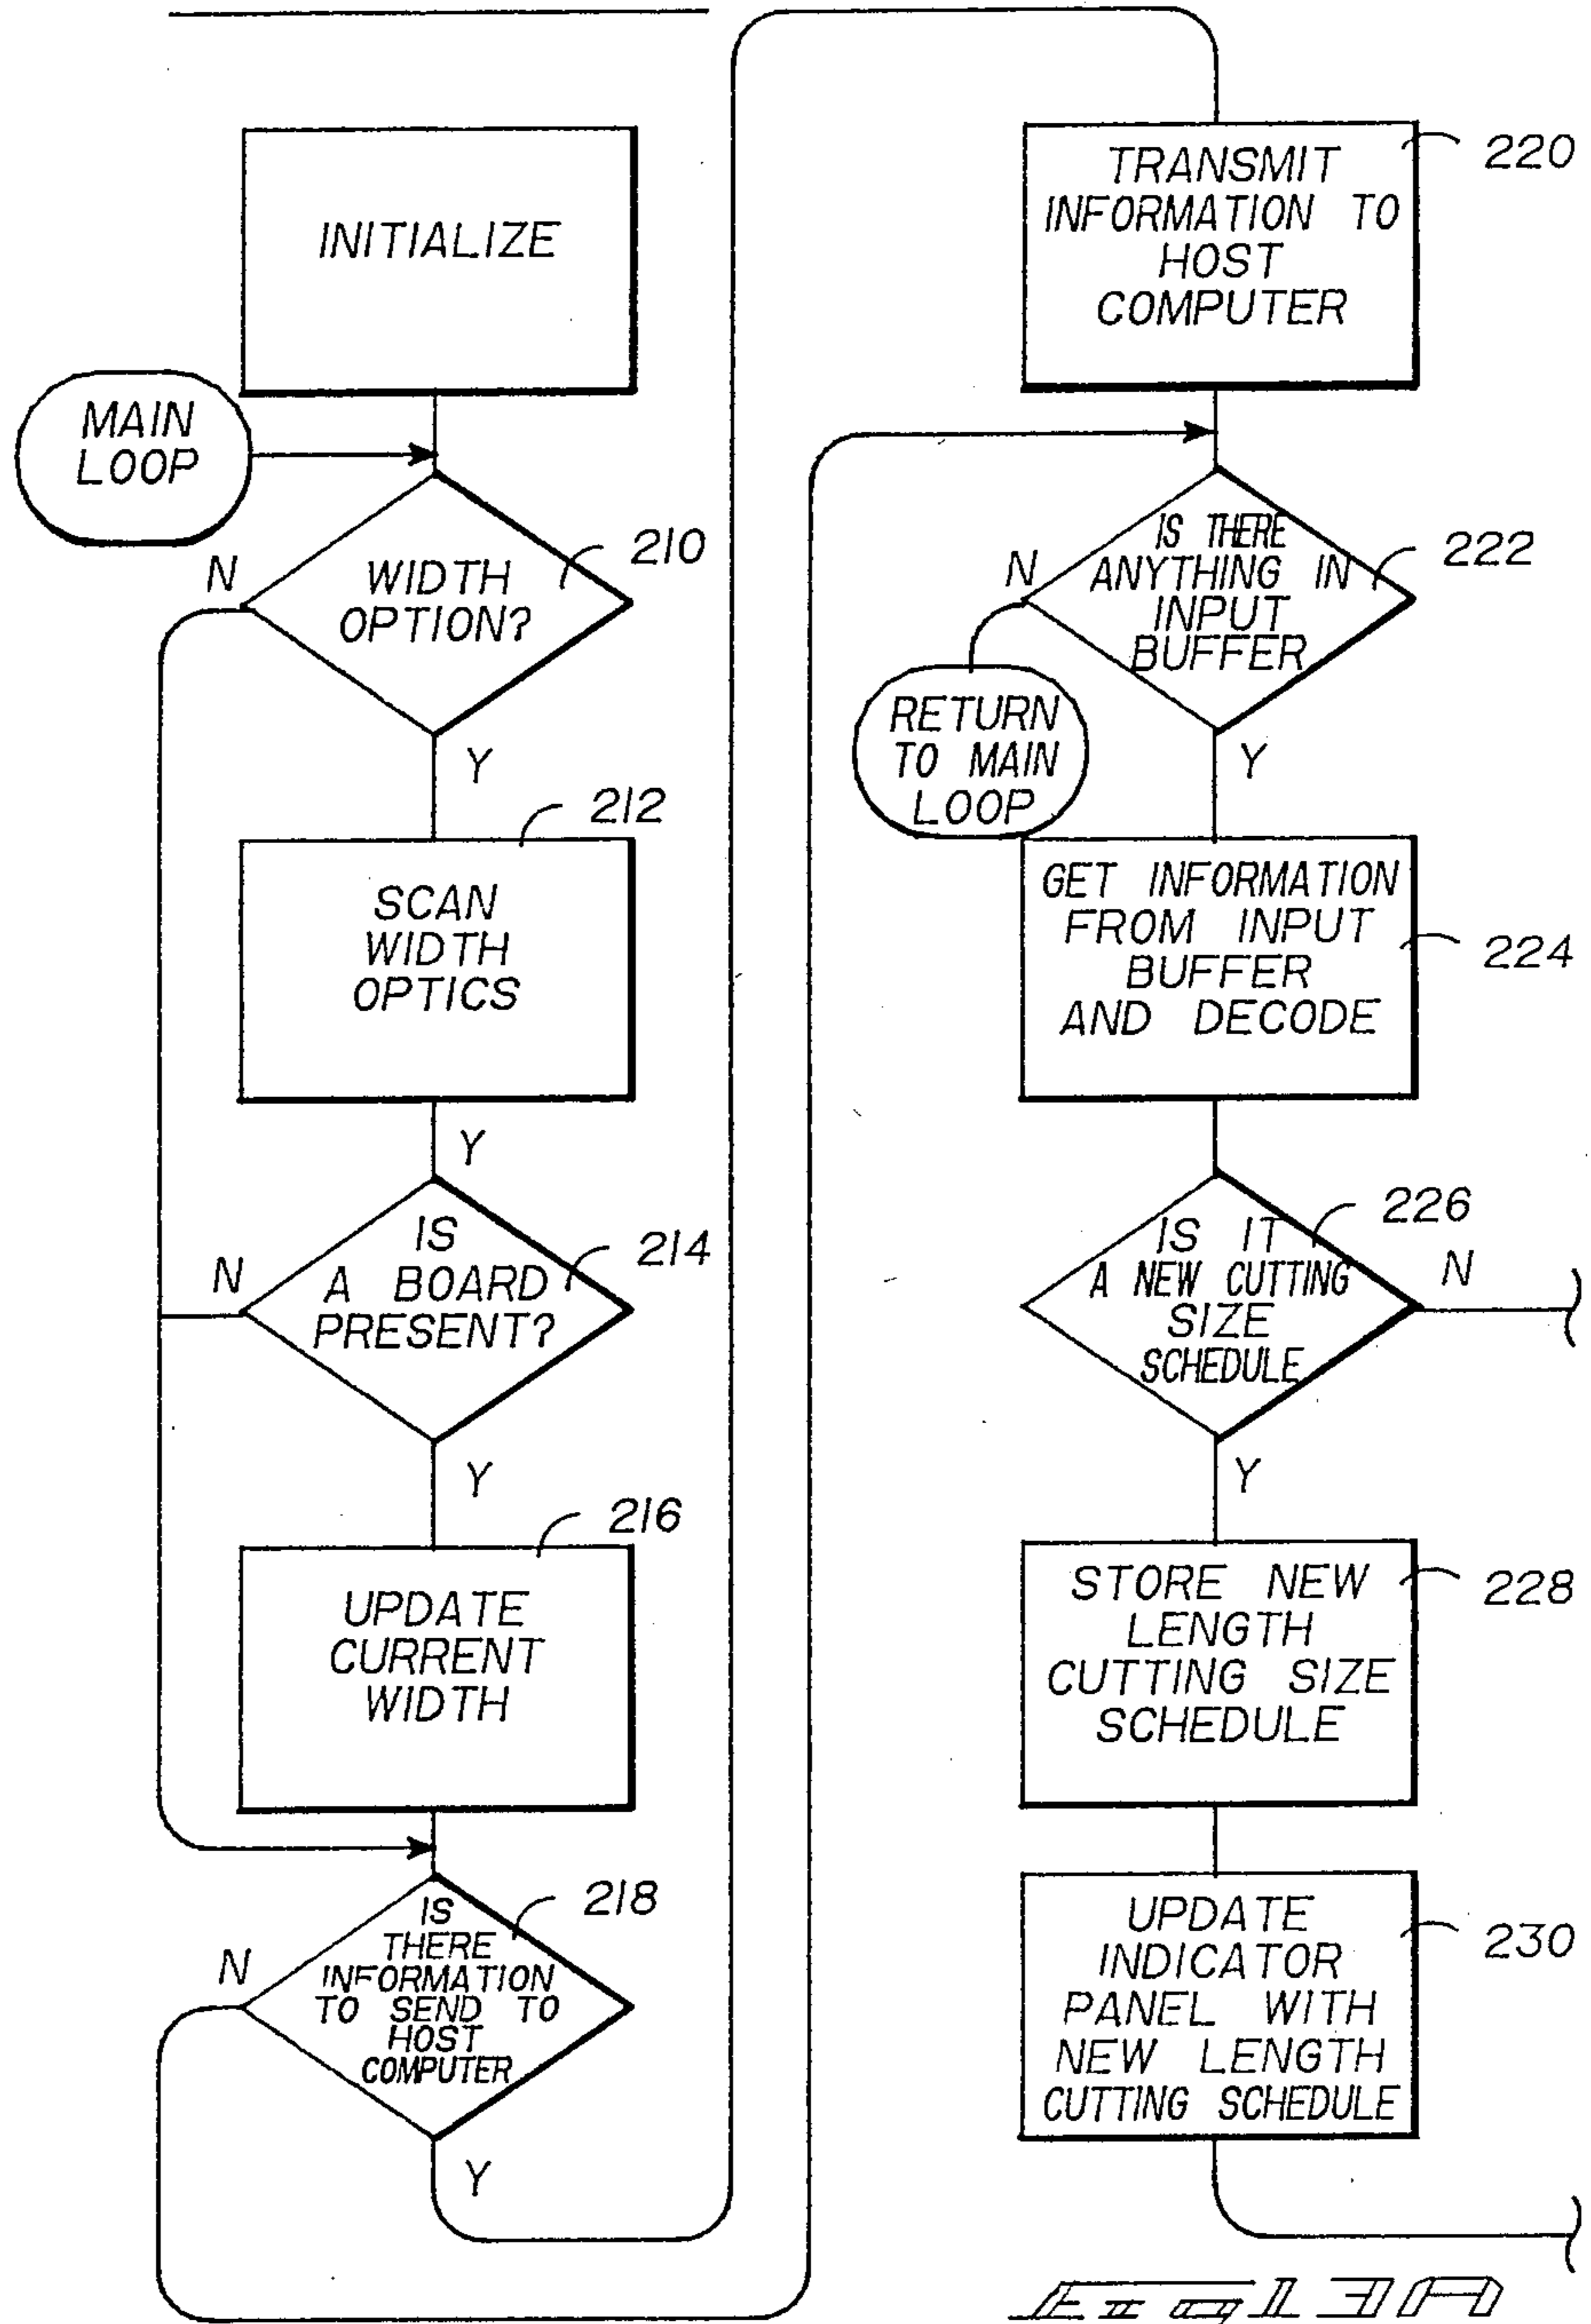 INITIALIZE
MAIN
LOOP
210
N
WIDTH
OPTION?
Y
212
SCAN
WIDTH
OPTICS
Y
214
N
IS
A BOARD
PRESENT?
Y
216
UPDATE
CURRENT
WIDTH
218
N
IS
THERE
INFORMATION
TO SEND TO
HOST
COMPUTER
Y
220
TRANSMIT
INFORMATION TO
HOST
COMPUTER
222
N
IS THERE
ANYTHING IN
INPUT
BUFFER
Y
RETURN
TO MAIN
LOOP
GET INFORMATION
FROM INPUT
BUFFER
AND DECODE
224
226
IS IT
A NEW CUTTING
SIZE
SCHEDULE
N
Y
STORE NEW
LENGTH
CUTTING SIZE
SCHEDULE
228
UPDATE
INDICATOR
PANEL WITH
NEW LENGTH
CUTTING SCHEDULE
230
Fig 13A